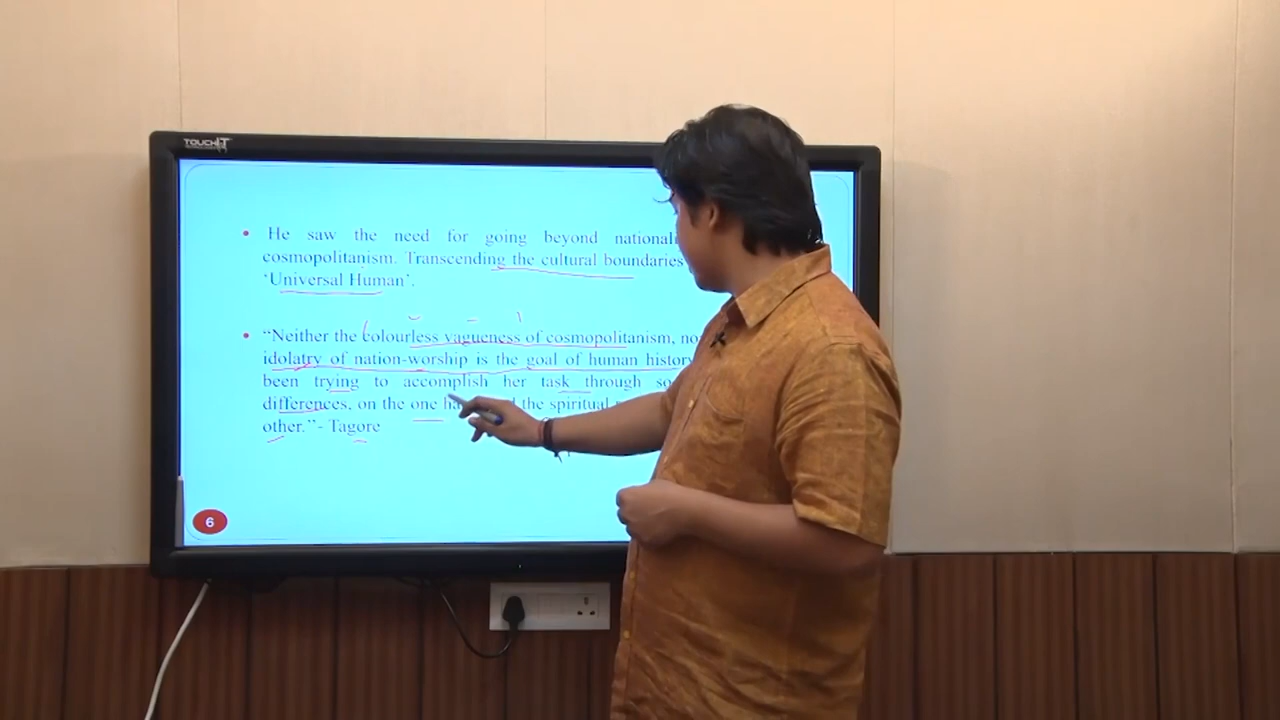 TOUCHIT
He saw the need for going beyond
cosmopolitanism. Transcending the cultural boundaries
‘Universal Human’.
“Neither the colourless vagueness of cosmopolitanism,
idolatry of nation-worship is the goal of human history
been trying to accomplish her task through
differences, on the one the spiritual
other.”- Tagore
6